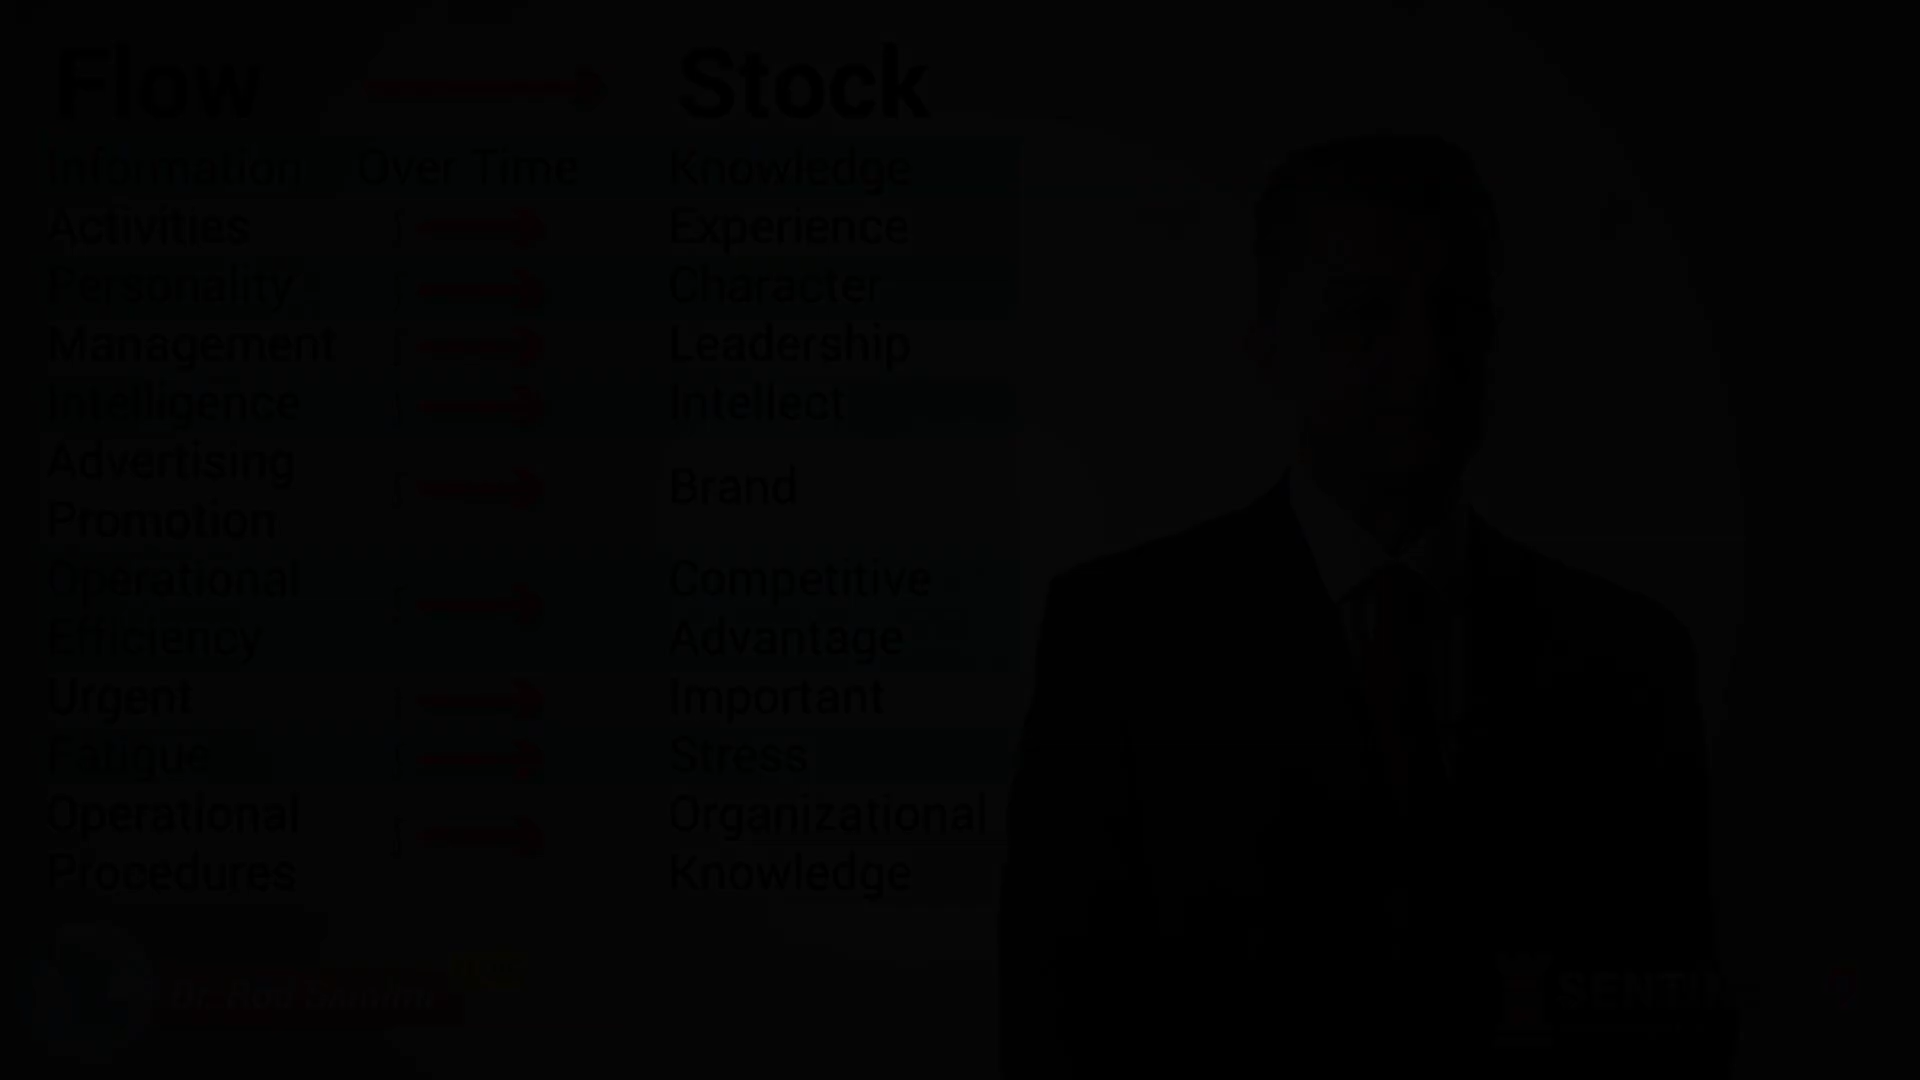 Flow Stock
Information Over Time Knowledge
Activities Experience
Personality Character
Management Leadership
Intelligence Intellect
Advertising
Promotion
Brand
Operational Competitive
Efficiency Advantage
Urgent Important
Fatigue Stress
Operational Organizational
Procedures Knowledge